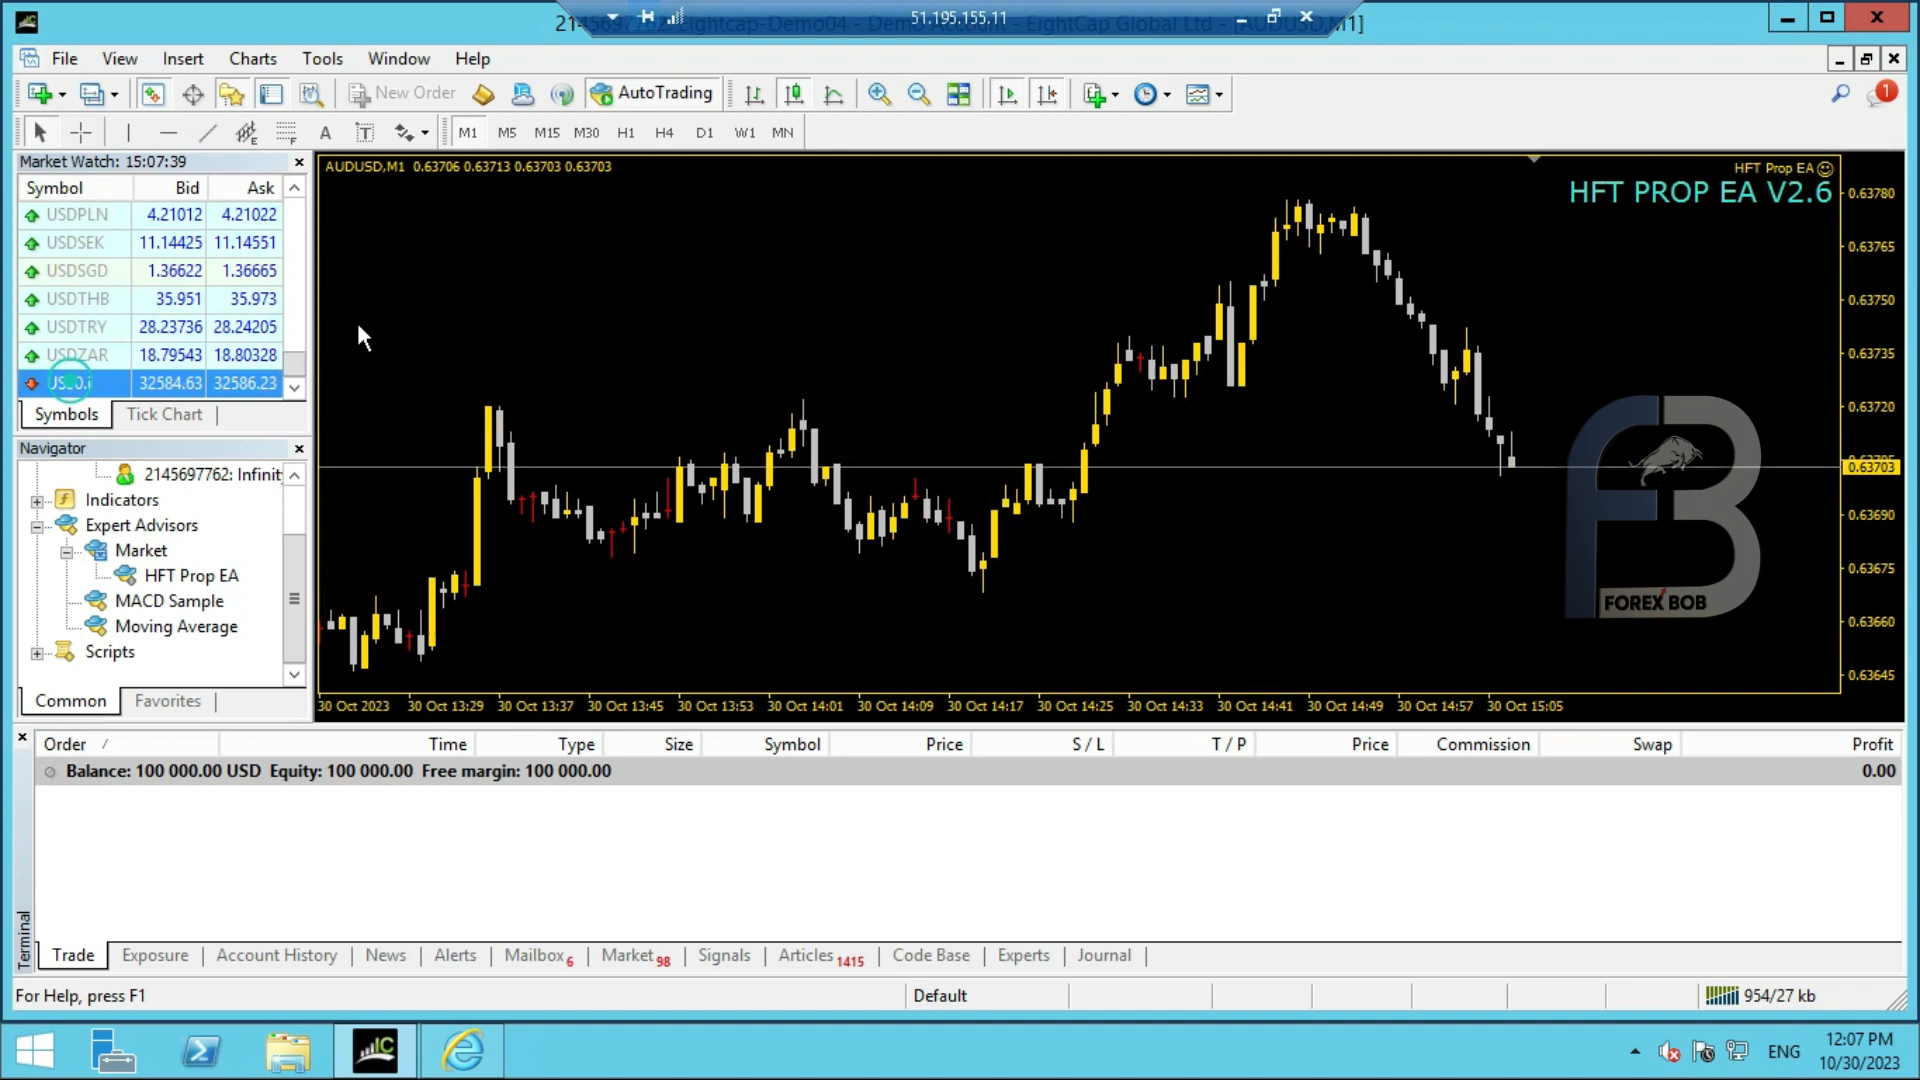 51.195.155.11
File View Insert Charts Tools Window Help
New Order AutoTrading
1
A T E F
M1 M5 M15 M30 H1 H4 D1 W1 MN
Market Watch: 15:07:39
Symbol Bid Ask
USDPLN 4.21012 4.21022
USDSEK 11.14425 11.14551
USDSGD 1.36622 1.36665
USDTHB 35.951 35.973
USDTRY 28.23736 28.24205
USDZAR 18.79543 18.80328
32584.63 32586.23
Symbols Tick Chart
Navigator
2145697762: Infinit
Indicators
Expert Advisors
Market
HFT Prop EA
MACD Sample
Moving Average
Scripts
Common Favorites
AUDUSD,M1 0.63706 0.63713 0.63703 0.63703
HFT Prop EA
HFT PROP EA V2.6
0.63780
0.63765
0.63750
0.63735
0.63720
0.63703
0.63690
0.63675
0.63660
0.63645
FOREX BOB
30 Oct 2023 30 Oct 13:29 30 Oct 13:37 30 Oct 13:45 30 Oct 13:53 30 Oct 14:01 30 Oct 14:09 30 Oct 14:17 30 Oct 14:25 30 Oct 14:33 30 Oct 14:41 30 Oct 14:49 30 Oct 14:57 30 Oct 15:05
Order / Time Type Size Symbol Price S / L T / P Price Commission Swap Profit
Balance: 100 000.00 USD Equity: 100 000.00 Free margin: 100 000.00 0.00
Terminal
Trade Exposure Account History News Alerts Mailbox 6 Market 98 Signals Articles 1415 Code Base Experts Journal
For Help, press F1 Default 954/27 kb
ENG
12:07 PM
10/30/2023